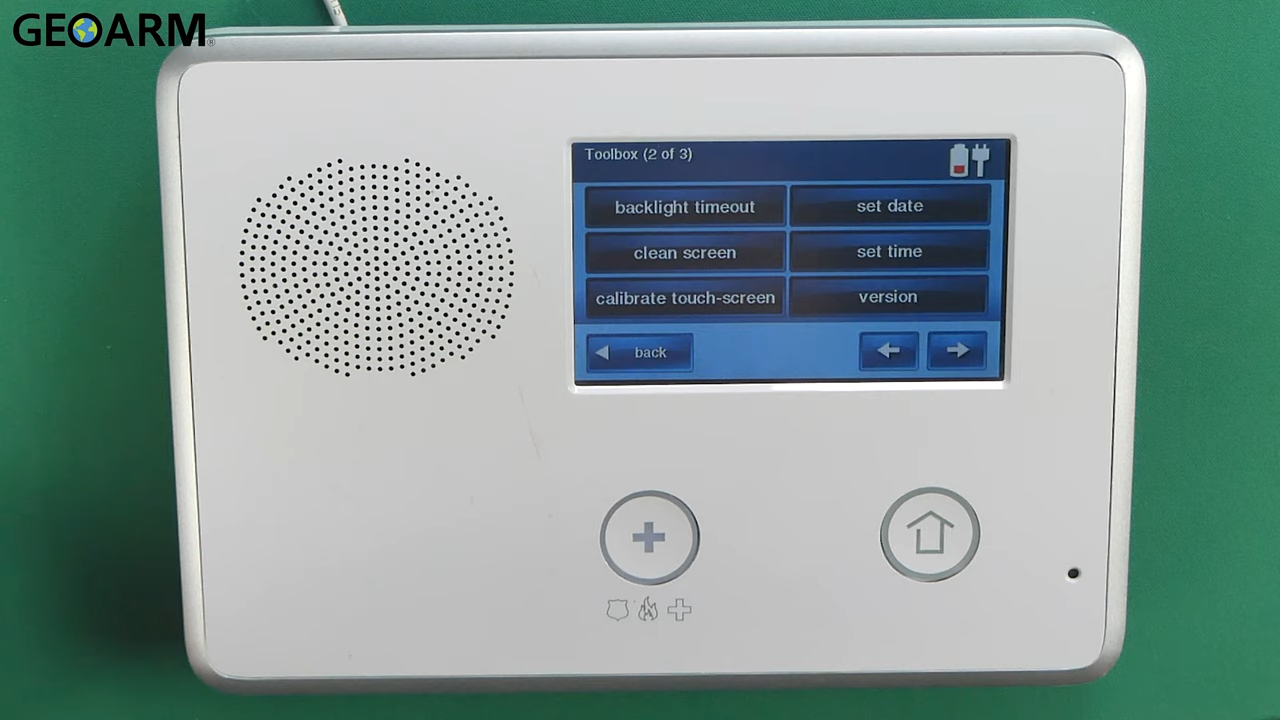 GEOARM®
Toolbox (2 of 3)
backlight timeout
set date
clean screen
set time
calibrate touch-screen
version
back